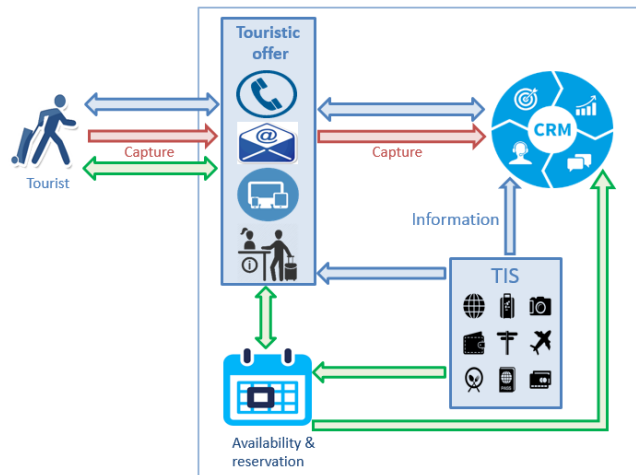 Touristic
offer
@
CRM
Capture
Capture
Tourist
Information
TIS
Availability &
reservation